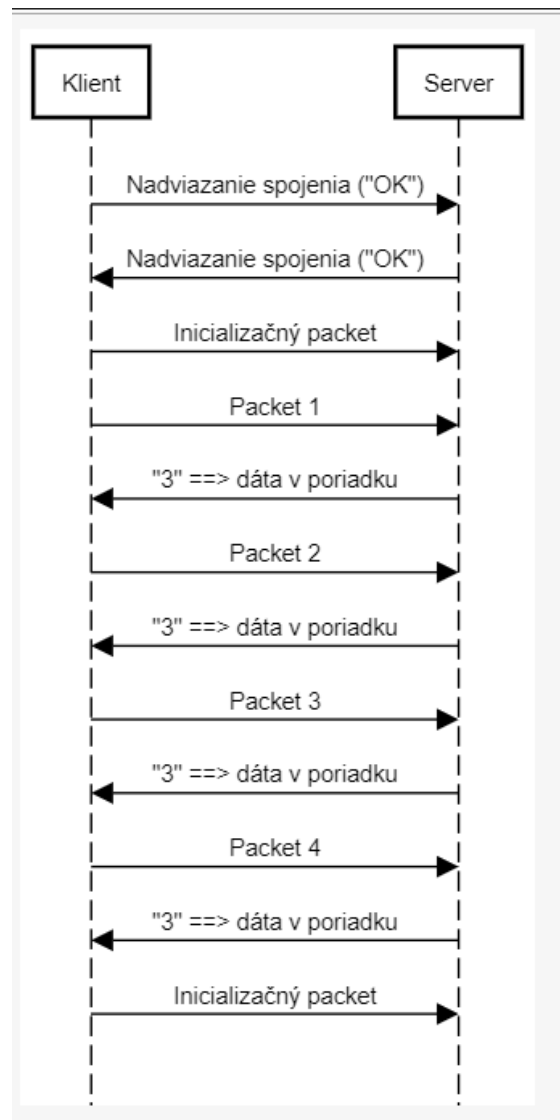 Klient
Server
Nadviazanie spojenia ("OK")
Nadviazanie spojenia ("OK")
Inicializačný packet
Packet 1
"3" ==> dáta v poriadku
Packet 2
"3" ==> dáta v poriadku
Packet 3
"3" ==> dáta v poriadku
Packet 4
"3" ==> dáta v poriadku
Inicializačný packet